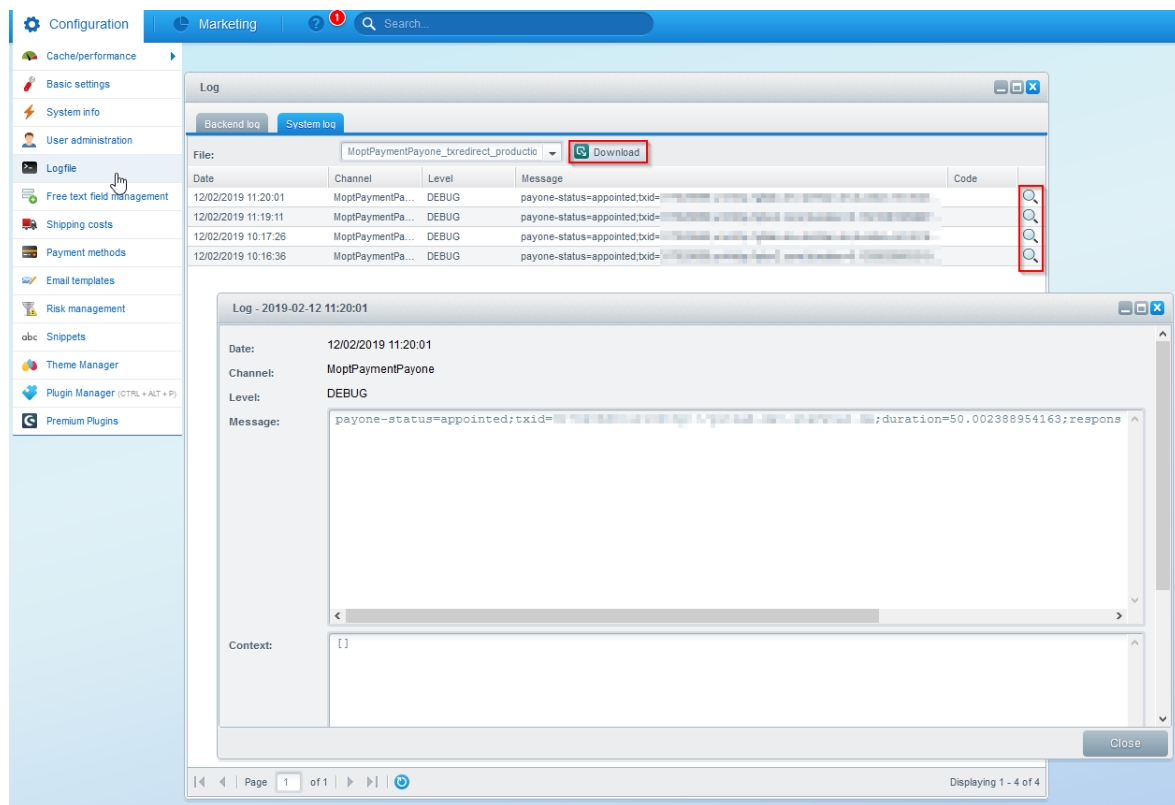 Configuration Marketing ? 1 Search...
Cache/performance
Basic settings
System info
User administration
Logfile
Free text field management
Shipping costs
Payment methods
Email templates
Risk management
abc Snippets
Theme Manager
Plugin Manager (CTRL + ALT + P)
Premium Plugins
Log
Backend log System log
File: MoptPaymentPayone_txredirect_productic Download
Date Channel Level Message Code
12/02/2019 11:20:01 MoptPaymentPa... DEBUG payone-status=appointed;txid=
12/02/2019 11:19:11 MoptPaymentPa... DEBUG payone-status=appointed;txid=
12/02/2019 10:17:26 MoptPaymentPa... DEBUG payone-status=appointed;txid=
12/02/2019 10:16:36 MoptPaymentPa... DEBUG payone-status=appointed;txid=
Log - 2019-02-12 11:20:01
Date: 12/02/2019 11:20:01
Channel: MoptPaymentPayone
Level: DEBUG
Message: payone-status=appointed;txid= ;duration=50.002388954163;respons
Context: []
Close
Page 1 of 1 Displaying 1 - 4 of 4